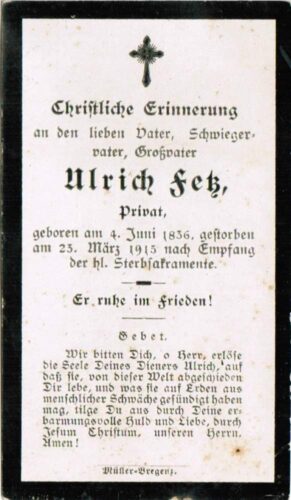 Christliche Erinnerung
an den lieben Vater, Schwieger-
vater, Großvater
Ulrich Fetz,
Privat,
geboren am 4. Juni 1836, gestorben
am 23. März 1915 nach Empfang
der hl. Sterbsakramente.
Er ruhe im Frieden!
Gebet.
Wir bitten Dich, o Herr, erlöse
die Seele Deines Dieners Ulrich, auf
daß sie, von dieser Welt abgeschieden
Dir lebe, und was sie auf Erden aus
menschlicher Schwäche gesündigt haben
mag, tilge Du aus durch Deine erbarmungsvolle Huld und Liebe, durch
Jesum Christum, unseren Herrn.
Amen!
Müller-Bregenz.